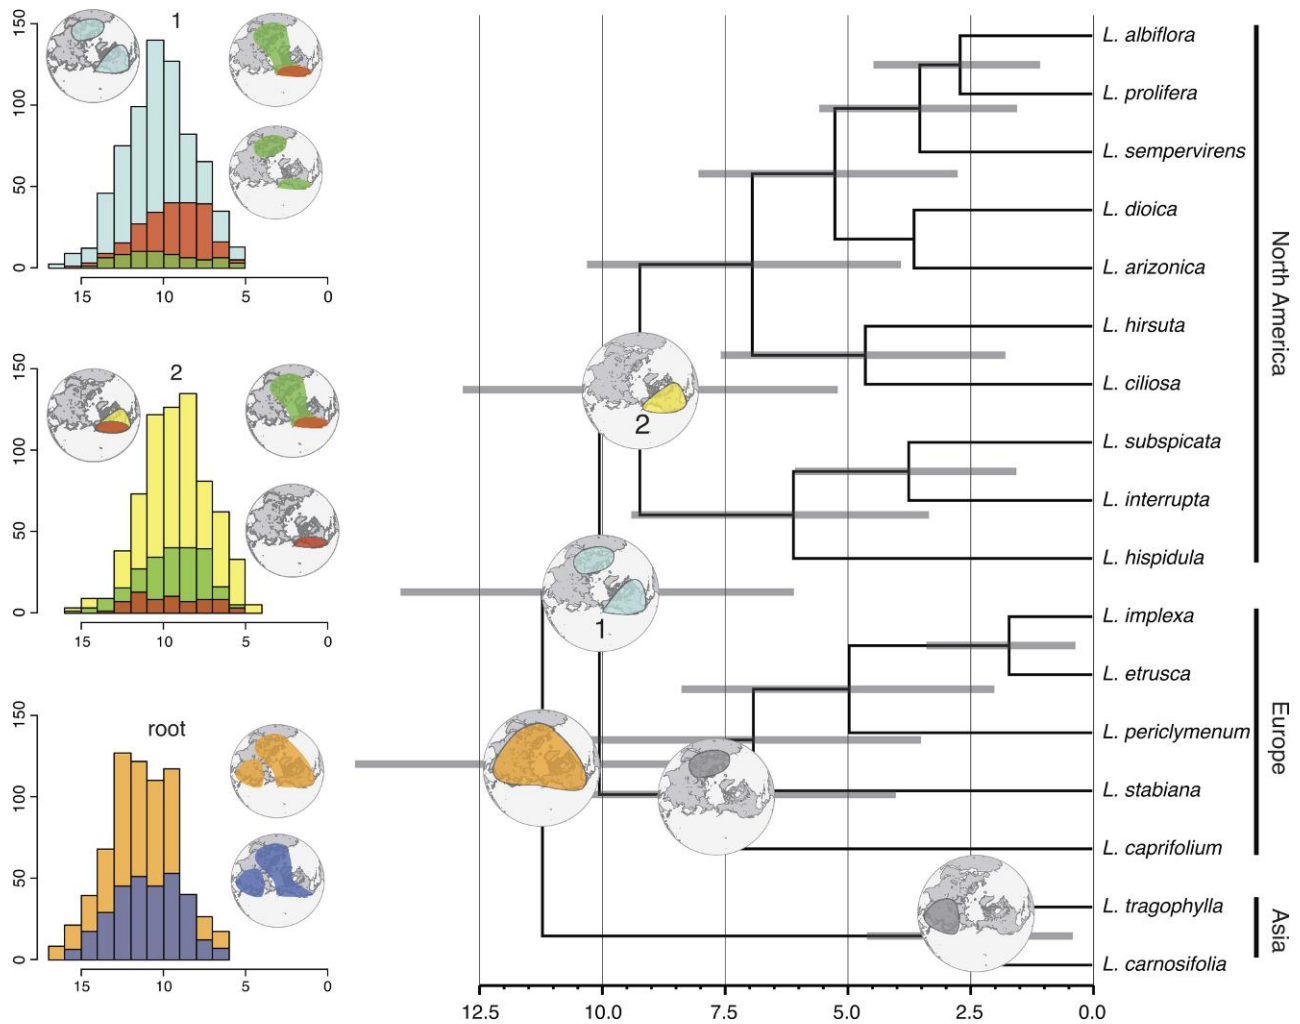 1
150
100
50
0
15 10 5 0
2
150
100
50
0
15 10 5 0
root
150
100
50
0
15 10 5 0
2
1
L. albiflora
L. prolifera
L. sempervirens
L. dioica
L. arizonica
L. hirsuta
L. ciliosa
L. subspicata
L. interrupta
L. hispidula
L. implexa
L. etrusca
L. periclymenum
L. stabiana
L. caprifolium
L. tragophylla
L. carnosifolia
North America
Europe
Asia
12.5 10.0 7.5 5.0 2.5 0.0